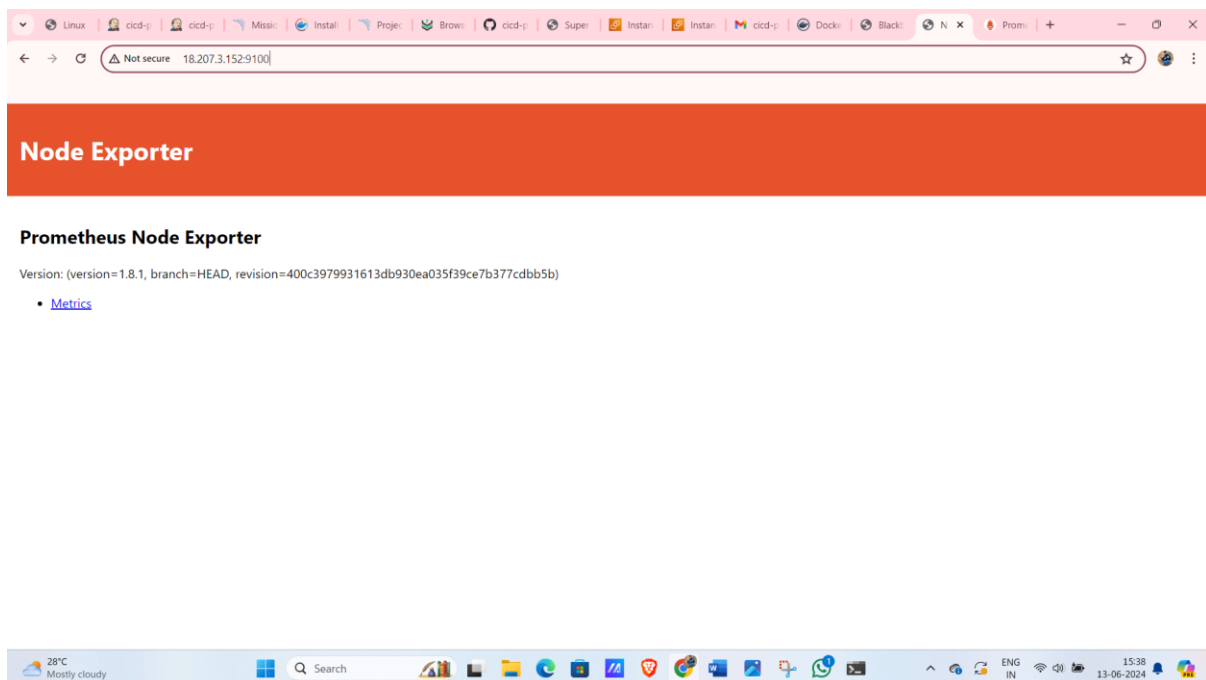 Linux
cicd-p
cicd-p
Missic
Install
Projec
Brows
cicd-p
Super
Instan
Instan
cicd-p
Docke
Blackb
N
Prome
Not secure 18.207.3.152:9100
Node Exporter
Prometheus Node Exporter
Version: (version=1.8.1, branch=HEAD, revision=400c3979931613db930ea035f39ce7b377cdbb5b)
Metrics
28°C
Mostly cloudy
Search
ENG
IN
15:38
13-06-2024